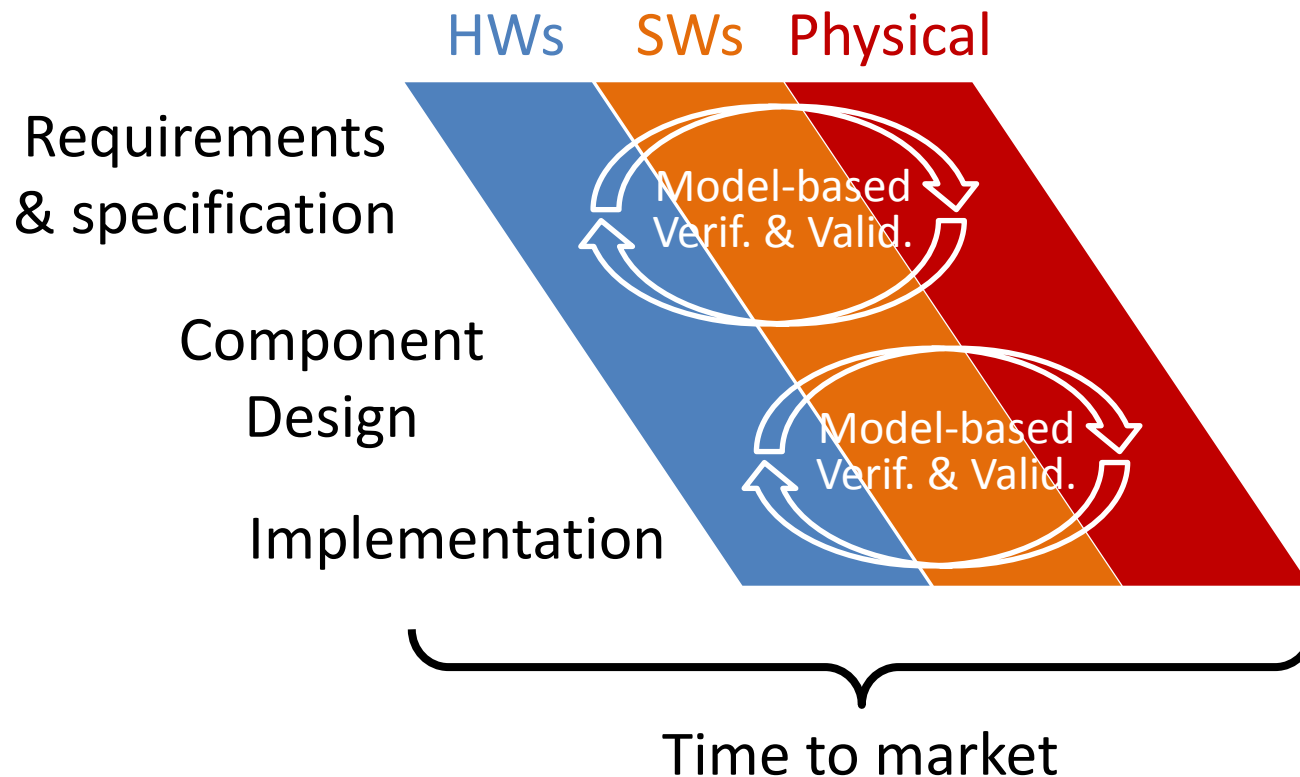 HWs SWs Physical
Requirements
& specification
Model-based
Verif. & Valid.
Component
Design
Model-based
Verif. & Valid.
Implementation
Time to market